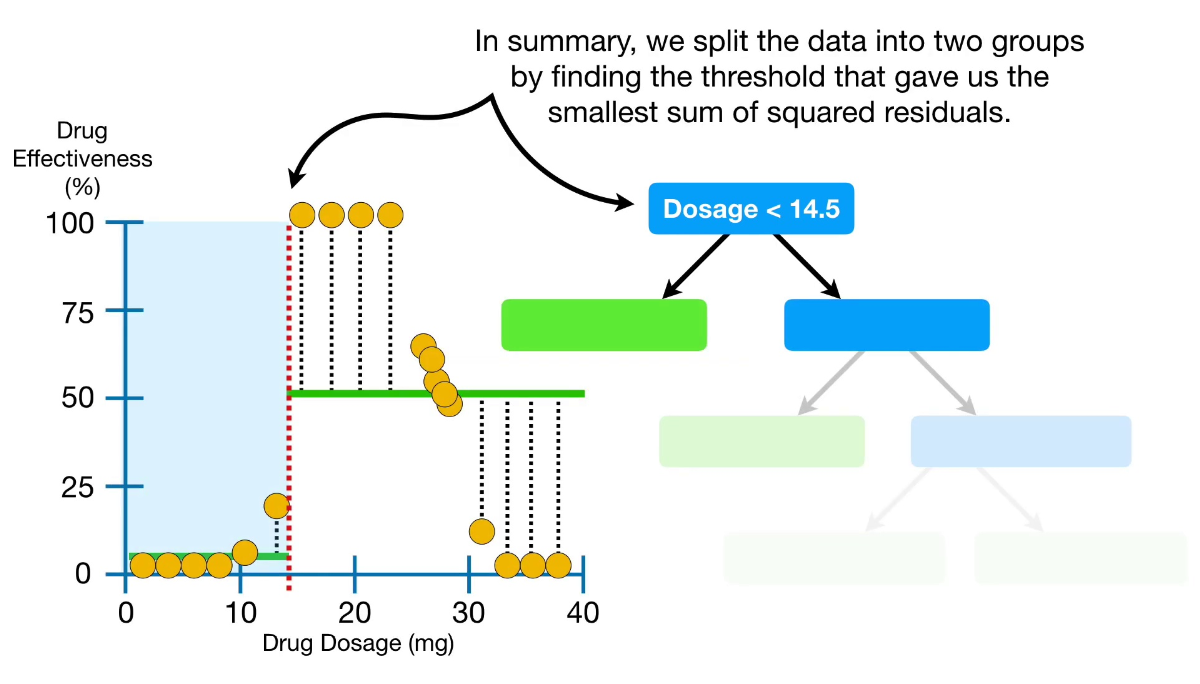 In summary, we split the data into two groups
by finding the threshold that gave us the
smallest sum of squared residuals.
Drug
Effectiveness
(%)
100
75
50
25
0
0 10 20 30 40
Drug Dosage (mg)
Dosage < 14.5